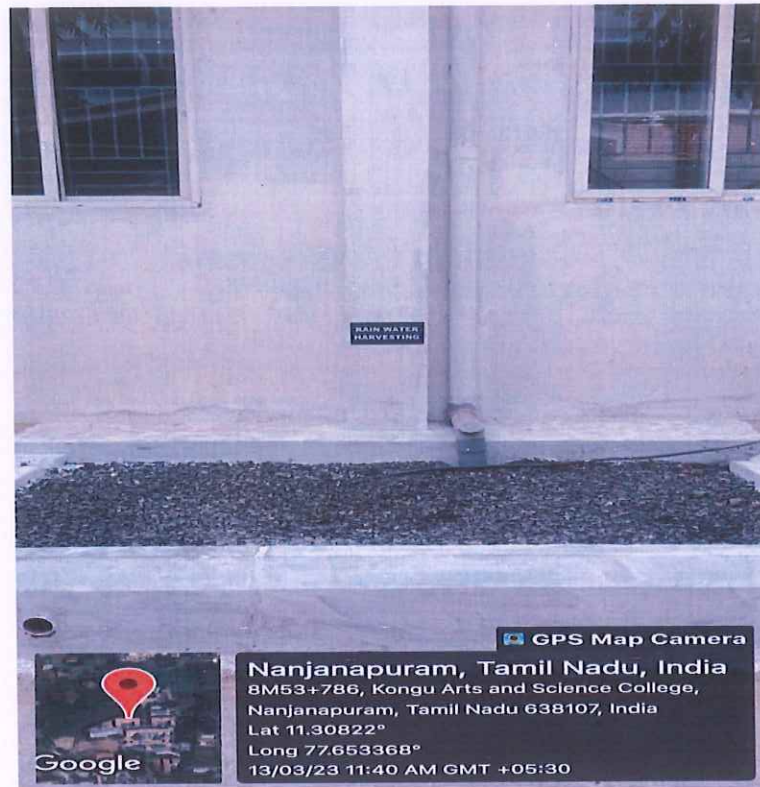 RAIN WATER
HARVESTING
GPS Map Camera
Nanjanapuram, Tamil Nadu, India
8M53+786, Kongu Arts and Science College,
Nanjanapuram, Tamil Nadu 638107, India
Lat 11.30822°
Long 77.653368°
13/03/23 11:40 AM GMT +05:30
Google